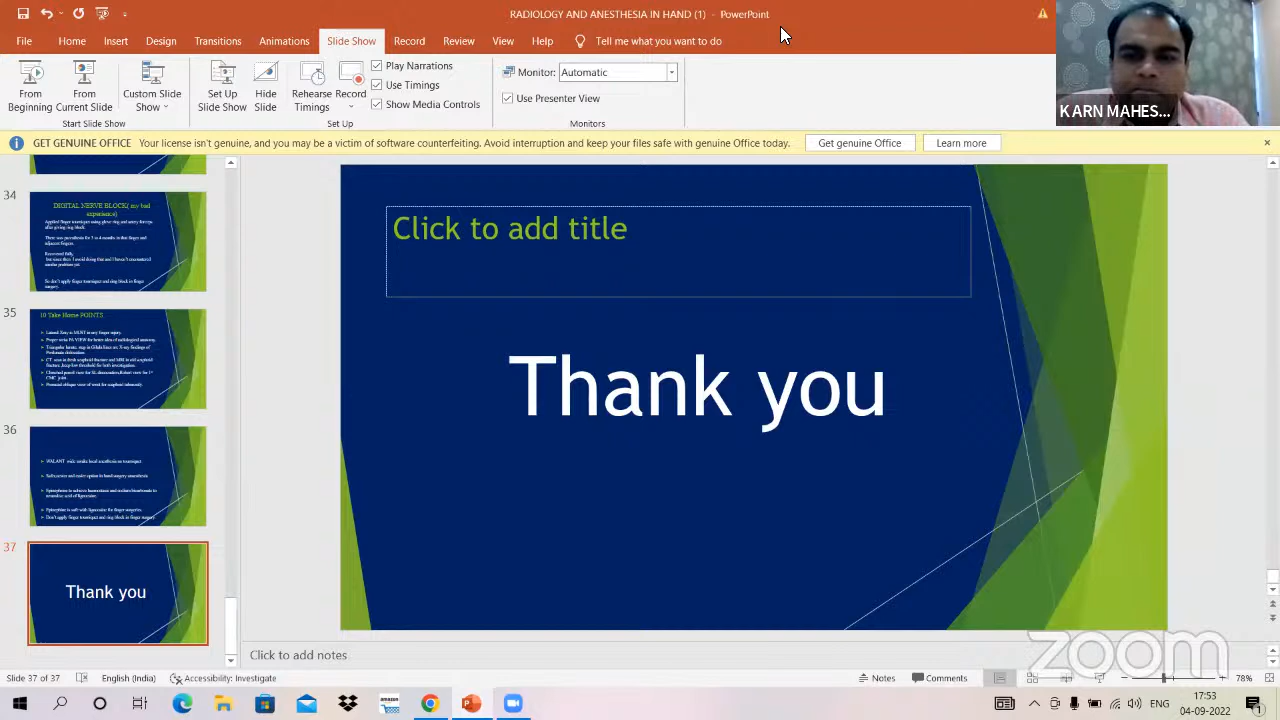 RADIOLOGY AND ANESTHESIA IN HAND (1) - PowerPoint
File Home Insert Design Transitions Animations Slide Show Record Review View Help Tell me what you want to do
From Beginning
From Current Slide
Custom Slide Show
Set Up Slide Show
Hide Slide
Rehearse Timings
Record
Play Narrations
Use Timings
Show Media Controls
Monitor: Automatic
Use Presenter View
Start Slide Show
Set Up
Monitors
KARN MAHES...
GET GENUINE OFFICE Your license isn't genuine, and you may be a victim of software counterfeiting. Avoid interruption and keep your files safe with genuine Office today. Get genuine Office Learn more
34
DIGITAL NERVE BLOCK( my bad
experience)
35
10 Take Home POINTS
36
37
Thank you
Click to add title
Thank you
Click to add notes
zoom
Slide 37 of 37 English (India) Accessibility: Investigate Notes Comments 78%
amazon
17:53
04-09-2022